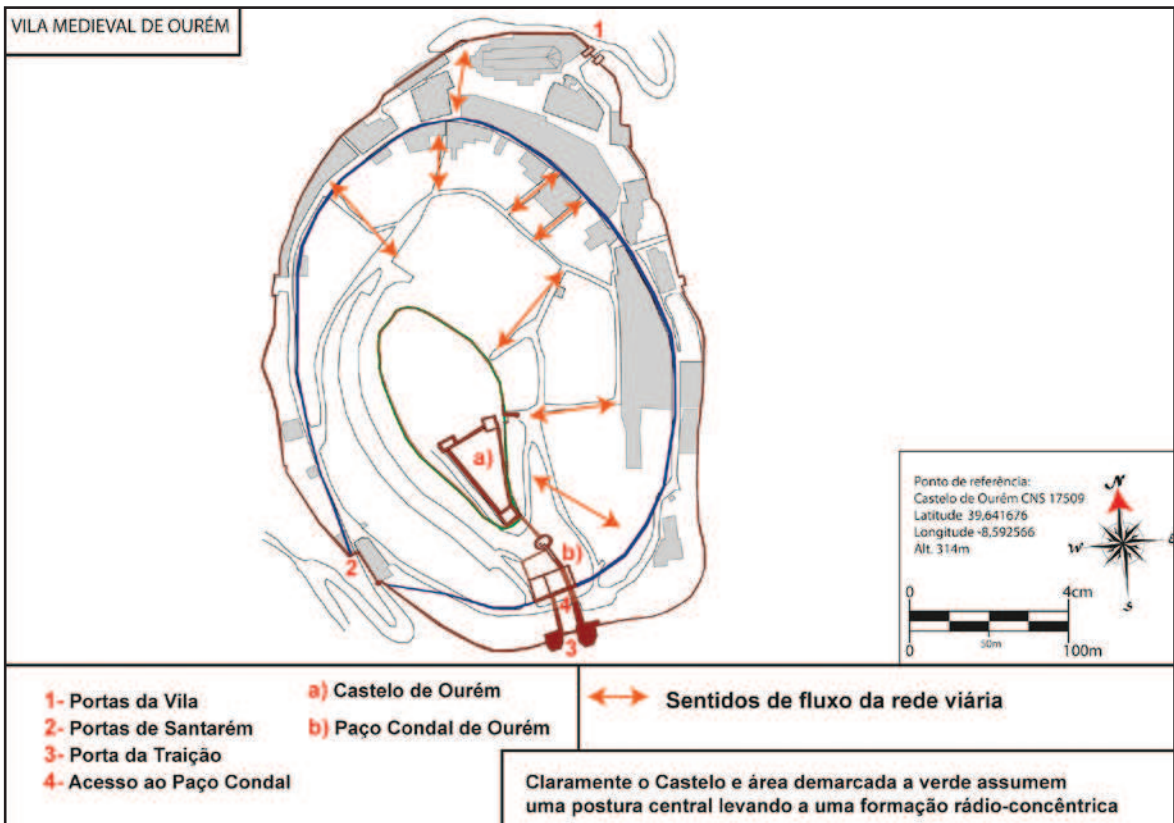 VILA MEDIEVAL DE OURÉM
1
a)
b)
2
4
3
Ponto de referência:
Castelo de Ourém CNS 17509
Latitude 39,641676
Longitude -8,592566
Alt. 314m
N
W
E
S
0 4cm
50m
0 100m
1- Portas da Vila
2- Portas de Santarém
3- Porta da Traição
4- Acesso ao Paço Condal
a) Castelo de Ourém
b) Paço Condal de Ourém
Sentidos de fluxo da rede viária
Claramente o Castelo e área demarcada a verde assumem
uma postura central levando a uma formação rádio-concêntrica